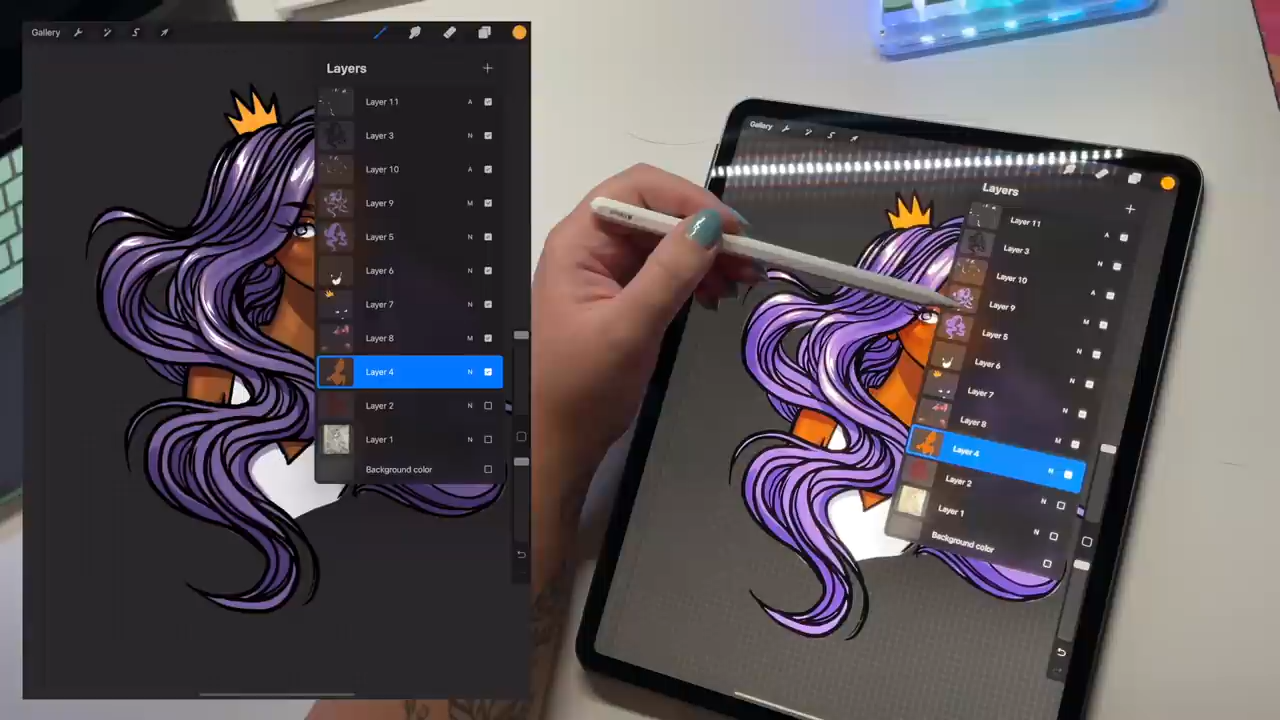 Gallery
Layers
Layer 11 A
Layer 3 N
Layer 10 A
Layer 9 M
Layer 5 N
Layer 6 N
Layer 7 N
Layer 8 M
Layer 4 N
Layer 2 N
Layer 1 N
Background color
Gallery
Layers
Layer 11 A
Layer 3 N
Layer 10 A
Layer 9 M
Layer 5 N
Layer 6 N
Layer 7 N
Layer 8 M
Layer 4 N
Layer 2 N
Layer 1 N
Background color